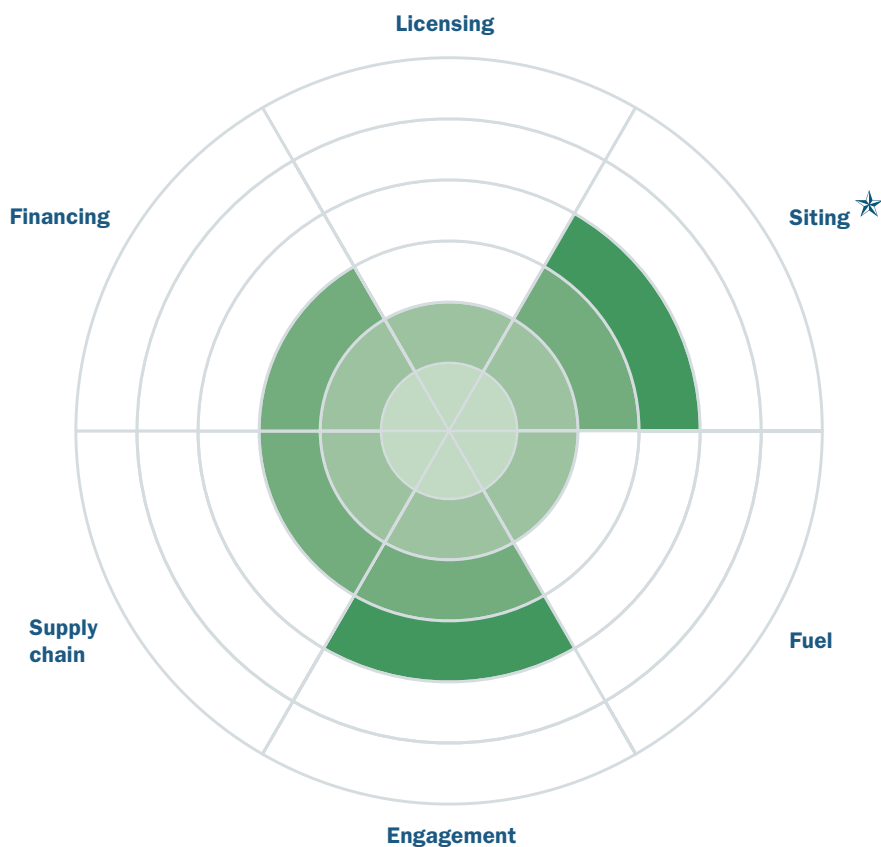 Licensing
Financing
Siting
Supply
chain
Fuel
Engagement